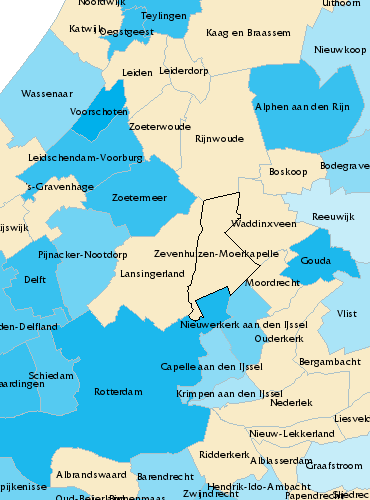 Noordwijk
Uithoorn
Teylingen
Katwijk
Oegstgeest
Kaag en Braassem
Nieuwkoop
Leiden
Leiderdorp
Wassenaar
Alphen aan den Rijn
Voorschoten
Zoeterwoude
Rijnwoude
Leidschendam-Voorburg
Bodegrave
Boskoop
's-Gravenhage
Zoetermeer
Reeuwijk
Waddinxveen
ijswijk
Pijnacker-Nootdorp
Zevenhuizen-Moerkapelle
Gouda
Lansingerland
Delft
Moordrecht
Vlist
den-Delfland
Nieuwerkerk aan den IJssel
Ouderkerk
Bergambacht
Capelle aan den IJssel
Schiedam
aardingen
Rotterdam
Krimpen aan den IJssel
Nederlek
Liesveld
Nieuw-Lekkerland
Ridderkerk
Alblasserdam
Graafstroom
Albrandswaard
Barendrecht
pijkenisse
Hendrik-Ido-Ambacht
Zwijndrecht
Oud-Beijerland
Binnenmaas
Papendrecht
Sliedrec